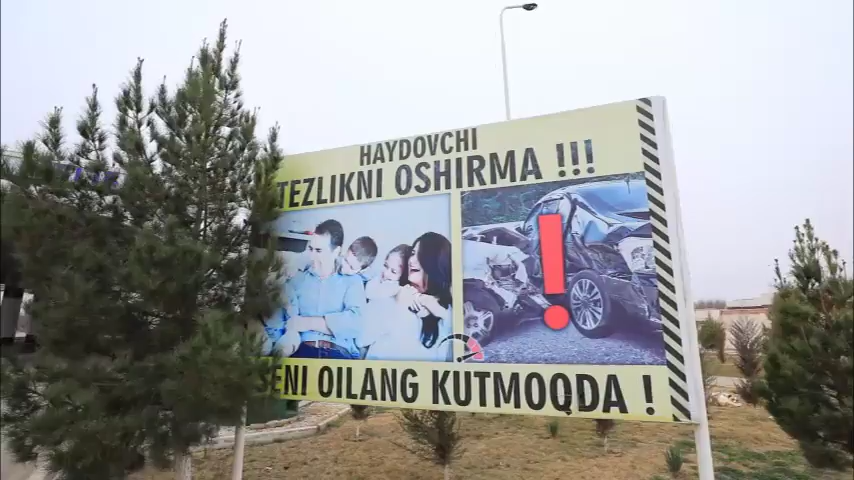 HAYDOVCHI
TEZLIKNI OSHIRMA !!!
!
SENI OILANG KUTMOQDA !